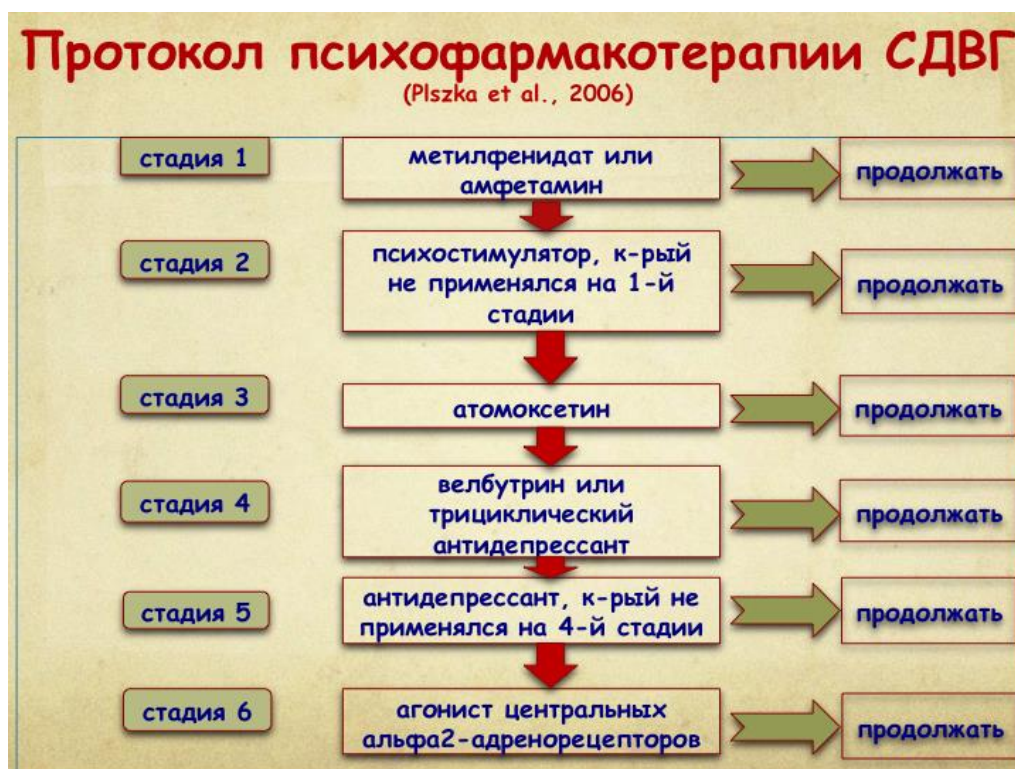 Протокол психофармакотерапии СДВГ
(Plszka et al., 2006)
стадия 1
метилфенидат или
амфетамин
продолжать
стадия 2
психостимулятор, к-рый
не применялся на 1-й
стадии
продолжать
стадия 3
атомоксетин
продолжать
стадия 4
велбутрин или
трициклический
антидепрессант
продолжать
стадия 5
антидепрессант, к-рый не
применялся на 4-й стадии
продолжать
стадия 6
агонист центральных
альфа2-адренорецепторов
продолжать